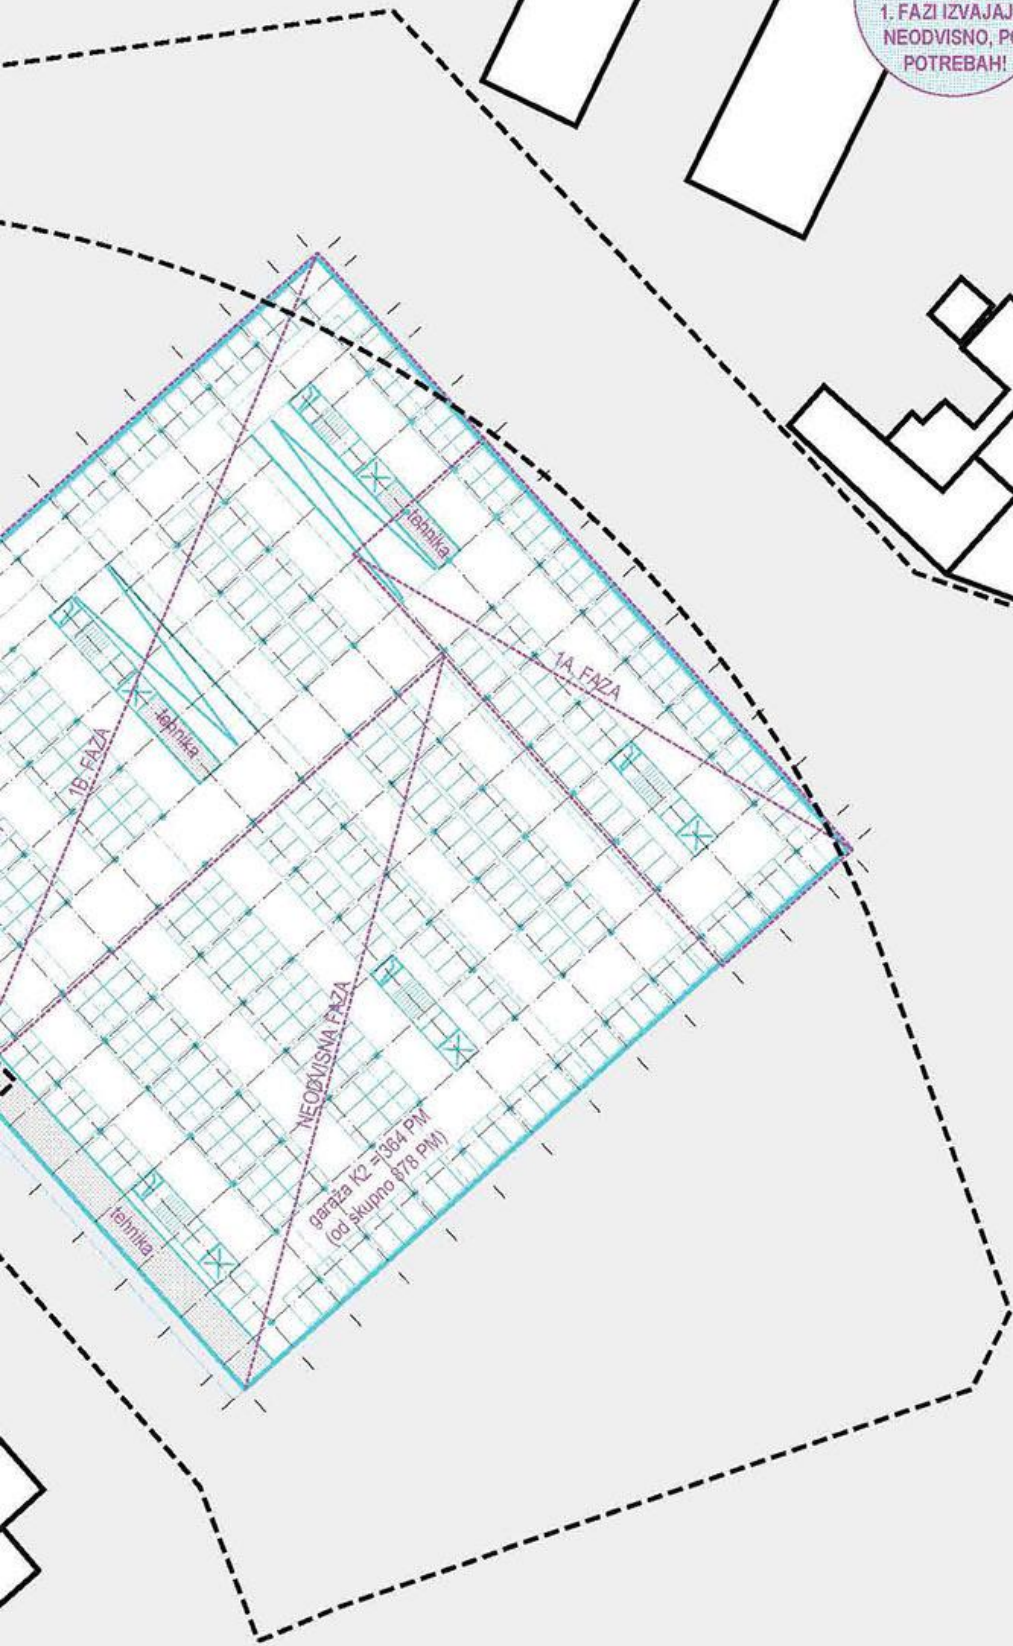 1. FAZI IZVAJAJ
NEODVISNO, PO
POTREBAH!
tehnika
1A. FAZA
tehnika
1B. FAZA
NEODVISNA FAZA
garaža K2 = 364 PM
(od skupno 878 PM)
tehnika